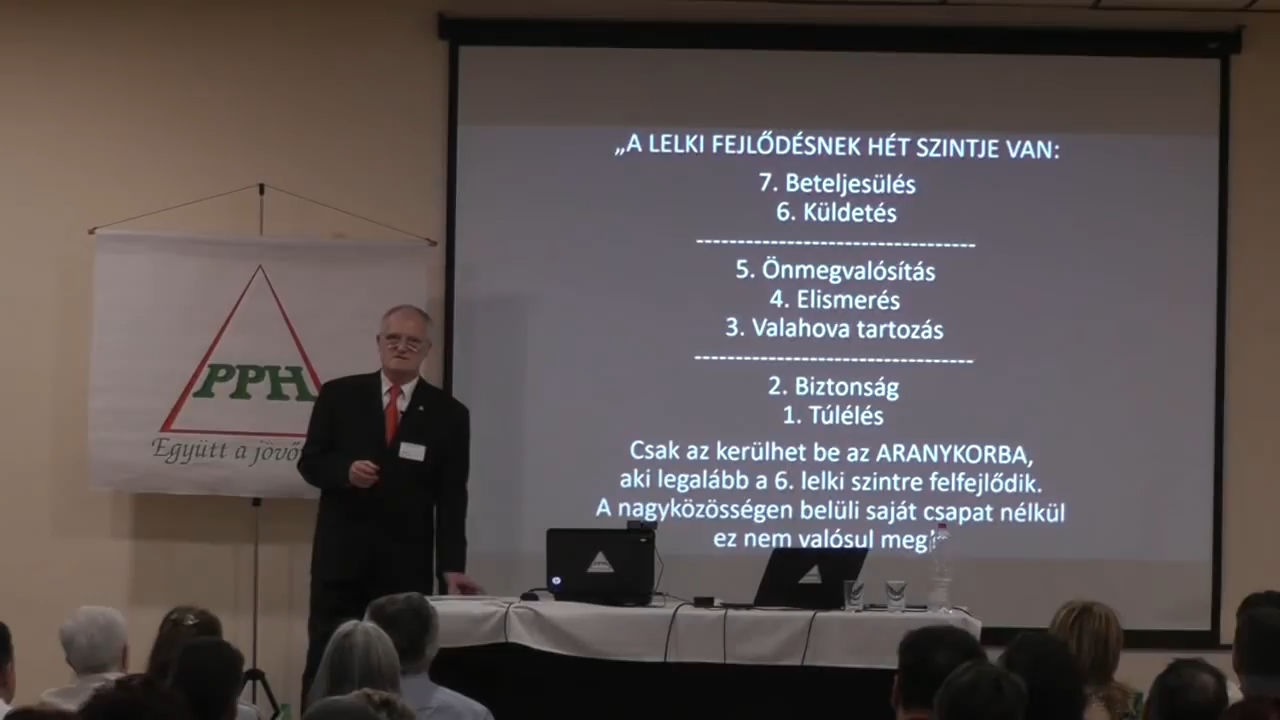 „A LELKI FEJLŐDÉSNEK HÉT SZINTJE VAN:
7. Beteljesülés
6. Küldetés
----------------------------------
5. Önmegvalósítás
4. Elismerés
3. Valahova tartozás
----------------------------------
2. Biztonság
1. Túlélés
Csak az kerülhet be az ARANYKORBA,
aki legalább a 6. lelki szintre felfejlődik.
A nagyközösségen belüli saját csapat nélkül
ez nem valósul meg
PPH
Együtt a